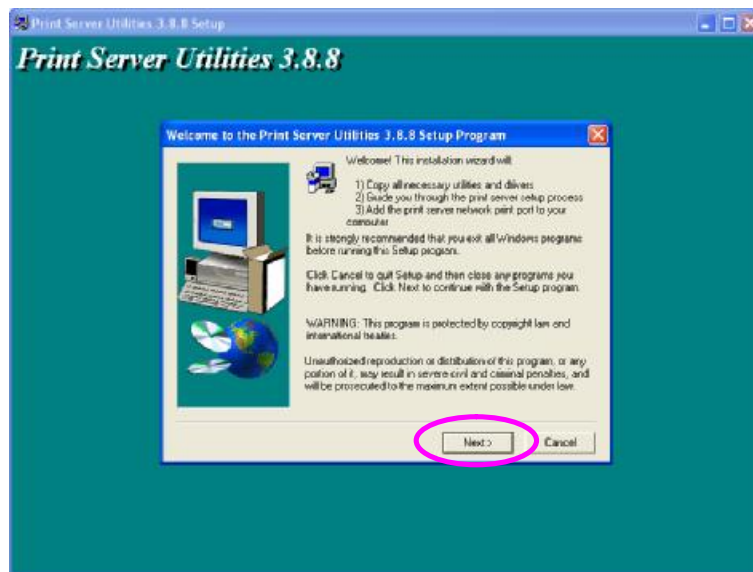 Print Server Utilities 3.8.8 Setup
Print Server Utilities 3.8.8
Welcome to the Print Server Utilities 3.8.8 Setup Program
Welcome! This installation wizard will:
1) Copy all necessary utilities and drivers
2) Guide you through the print server setup process
3) Add the print server network print port to your
computer
It is strongly recommended that you exit all Windows programs
before running this Setup program.
Click Cancel to quit Setup and then close any programs you
have running. Click Next to continue with the Setup program.
WARNING: This program is protected by copyright law and
international treaties.
Unauthorized reproduction or distribution of this program, or any
portion of it, may result in severe civil and criminal penalties, and
will be prosecuted to the maximum extent possible under law.
Next >
Cancel